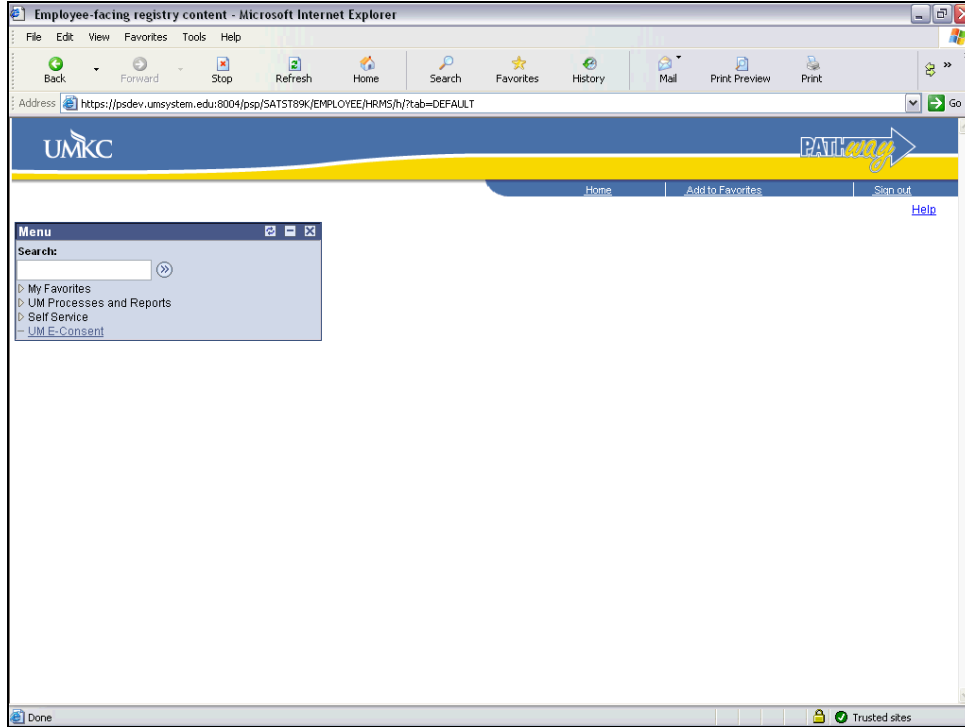 Employee-facing registry content - Microsoft Internet Explorer
File Edit View Favorites Tools Help
Back Forward Stop Refresh Home Search Favorites History Mail Print Preview Print
Address https://psdev.umsystem.edu:8004/psp/SATST89K/EMPLOYEE/HRMS/h/?tab=DEFAULT Go
UMKC PATHway
Home Add to Favorites Sign out
Help
Menu
Search:
My Favorites
UM Processes and Reports
Self Service
UM E-Consent
Done Trusted sites